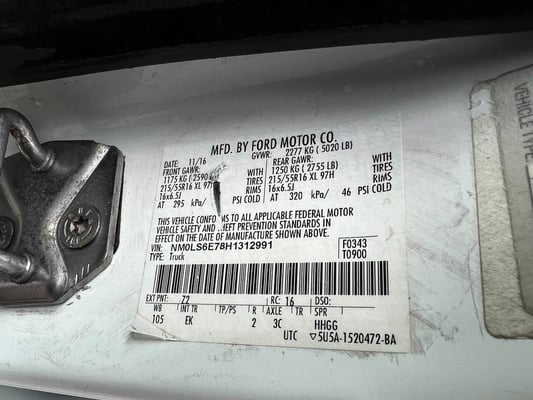 MFD. BY FORD MOTOR CO.
DATE: 11/16 GVWR: 2277 KG ( 5020 LB)
FRONT GAWR: REAR GAWR:
1175 KG (2590 WITH 1250 KG ( 2755 LB) WITH
215/55R16 XL 97H TIRES 215/55R16 XL 97H TIRES
16x6.5J RIMS 16x6.5J RIMS
AT 295 kPa/ PSI COLD AT 320 kPa/ 46 PSI COLD
THIS VEHICLE CONFO MS TO ALL APPLICABLE FEDERAL MOTOR
VEHICLE SAFETY AND HEFT PREVENTION STANDARDS IN
EFFECT ON THE DATE OF MANUFACTURE SHOWN ABOVE.
VIN: NM0LS6E78H1312991 F0343
TYPE: Truck T0900
EXT PNT: Z2 RC: 16 DSO:
WB INT TR TP/PS R AXLE TR SPR
105 EK 2 3C HHGG
UTC ▽5U5A-1520472-BA
VEHICLE TYPE